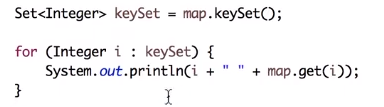 Set<Integer> keySet = map.keySet();
for (Integer i : keySet) {
System.out.println(i + " " + map.get(i));
}